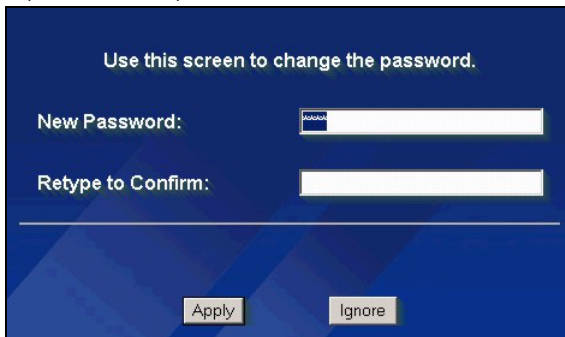 Use this screen to change the password.
New Password:
Retype to Confirm:
Apply Ignore